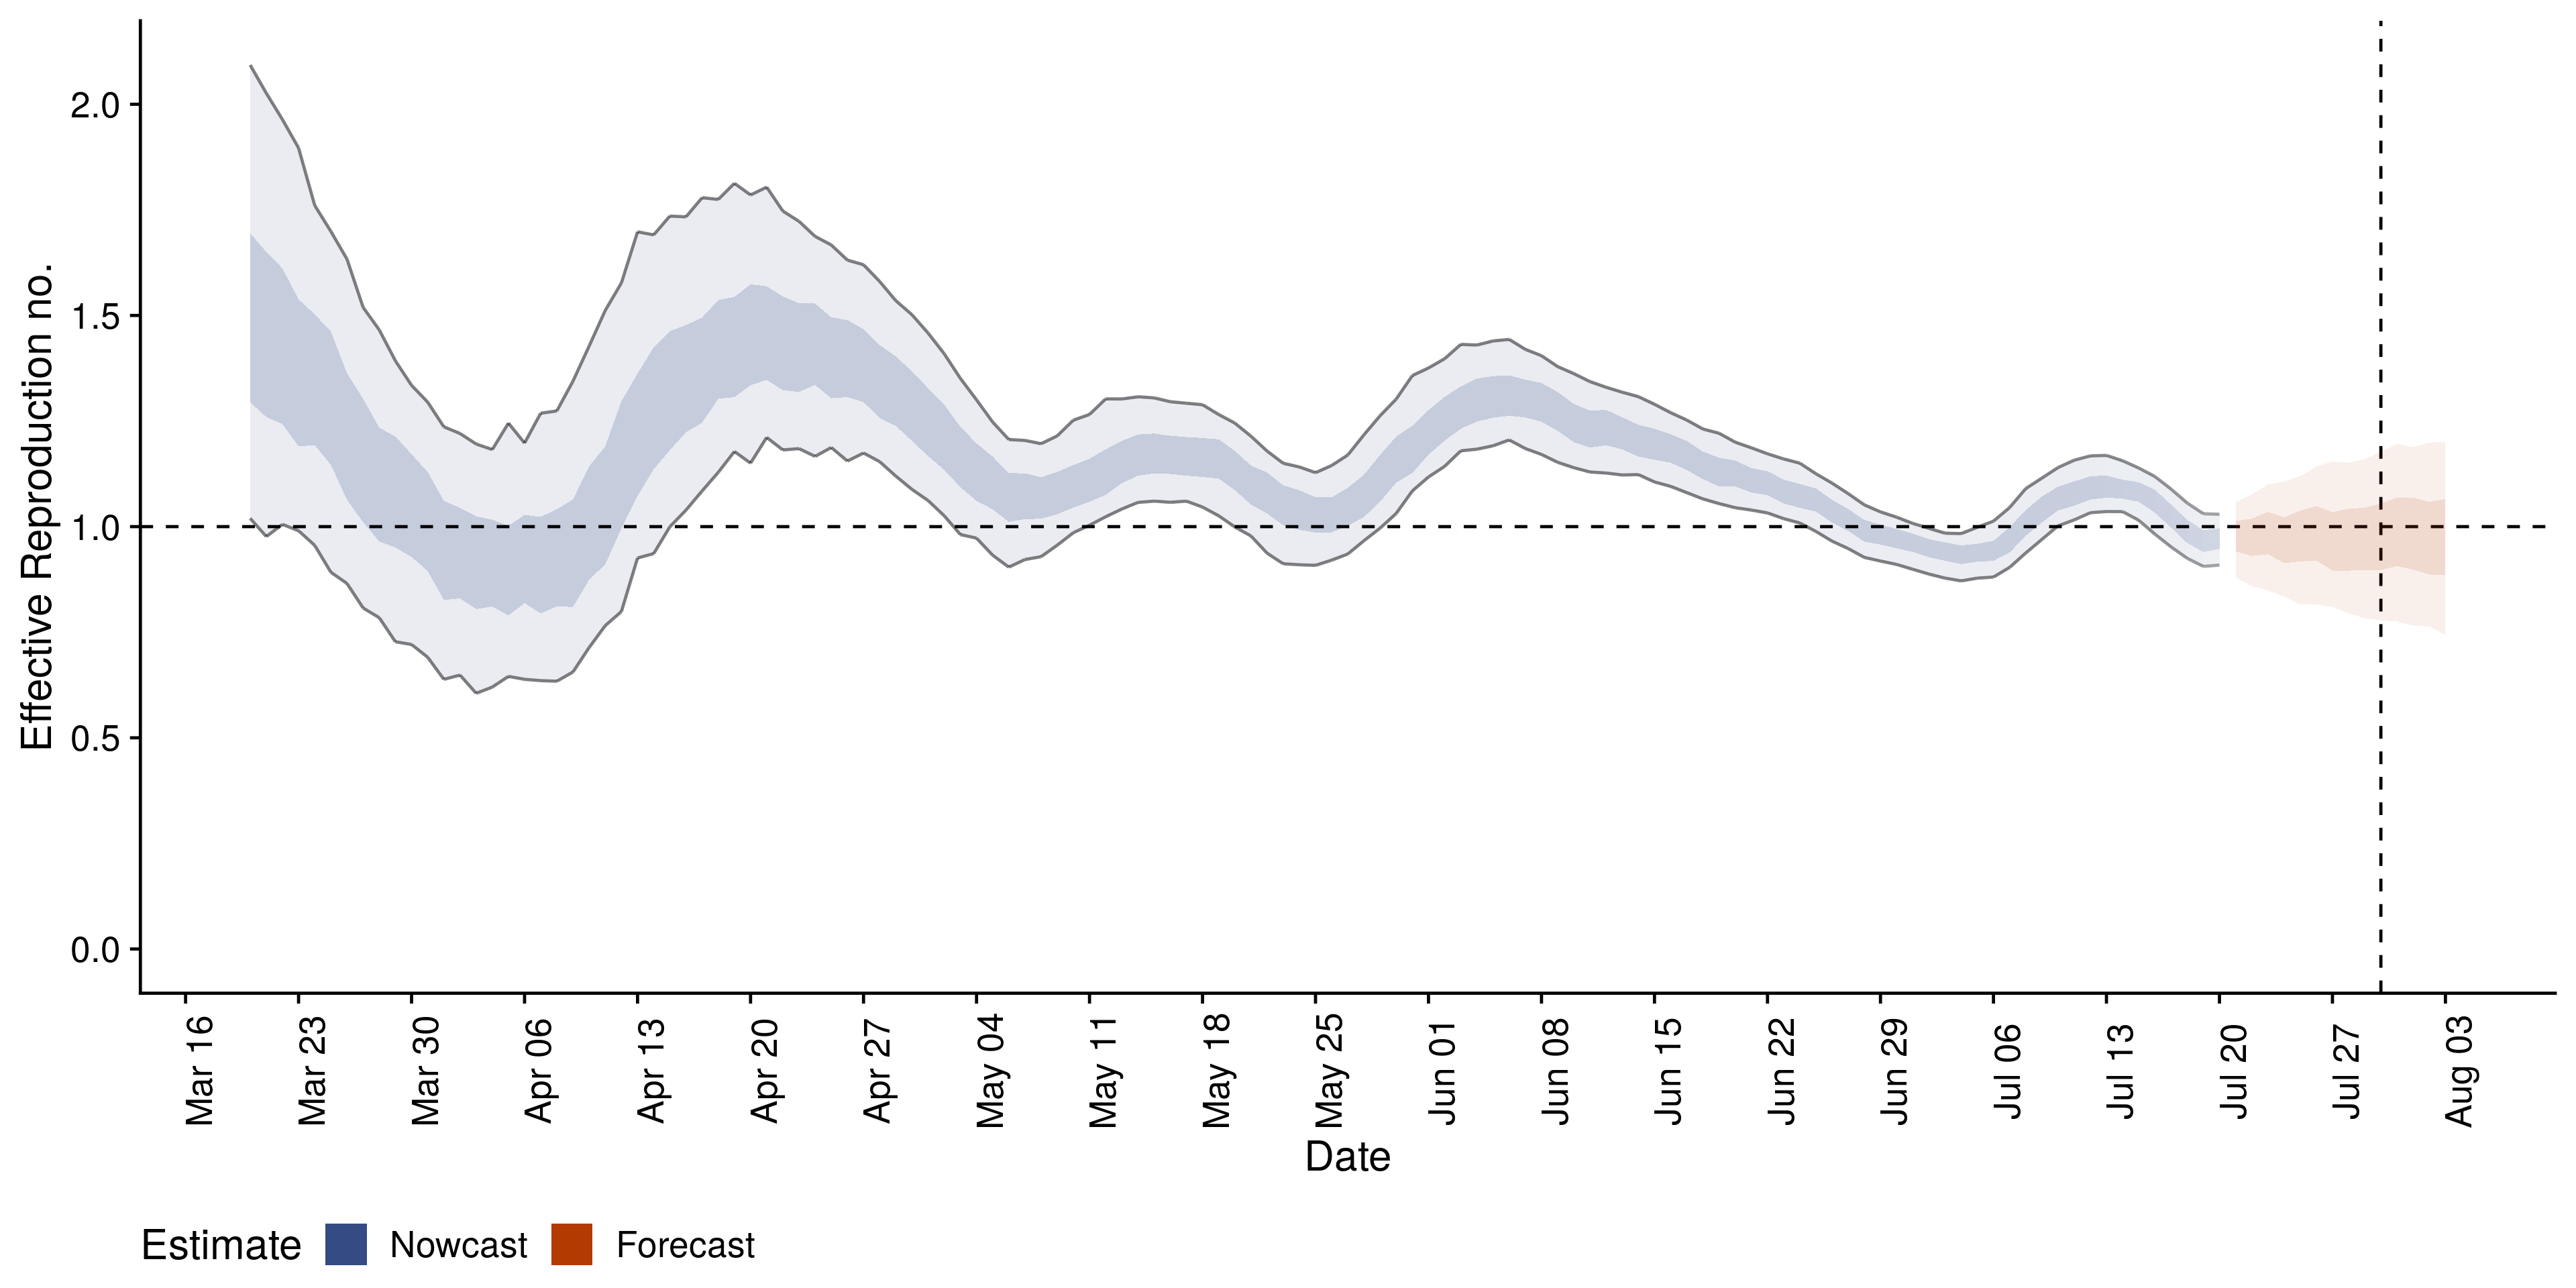 Effective Reproduction no.
2.0
1.5
1.0
0.5
0.0
Mar 16
Mar 23
Mar 30
Apr 06
Apr 13
Apr 20
Apr 27
May 04
May 11
May 18
May 25
Jun 01
Jun 08
Jun 15
Jun 22
Jun 29
Jul 06
Jul 13
Jul 20
Jul 27
Aug 03
Date
Estimate Nowcast Forecast